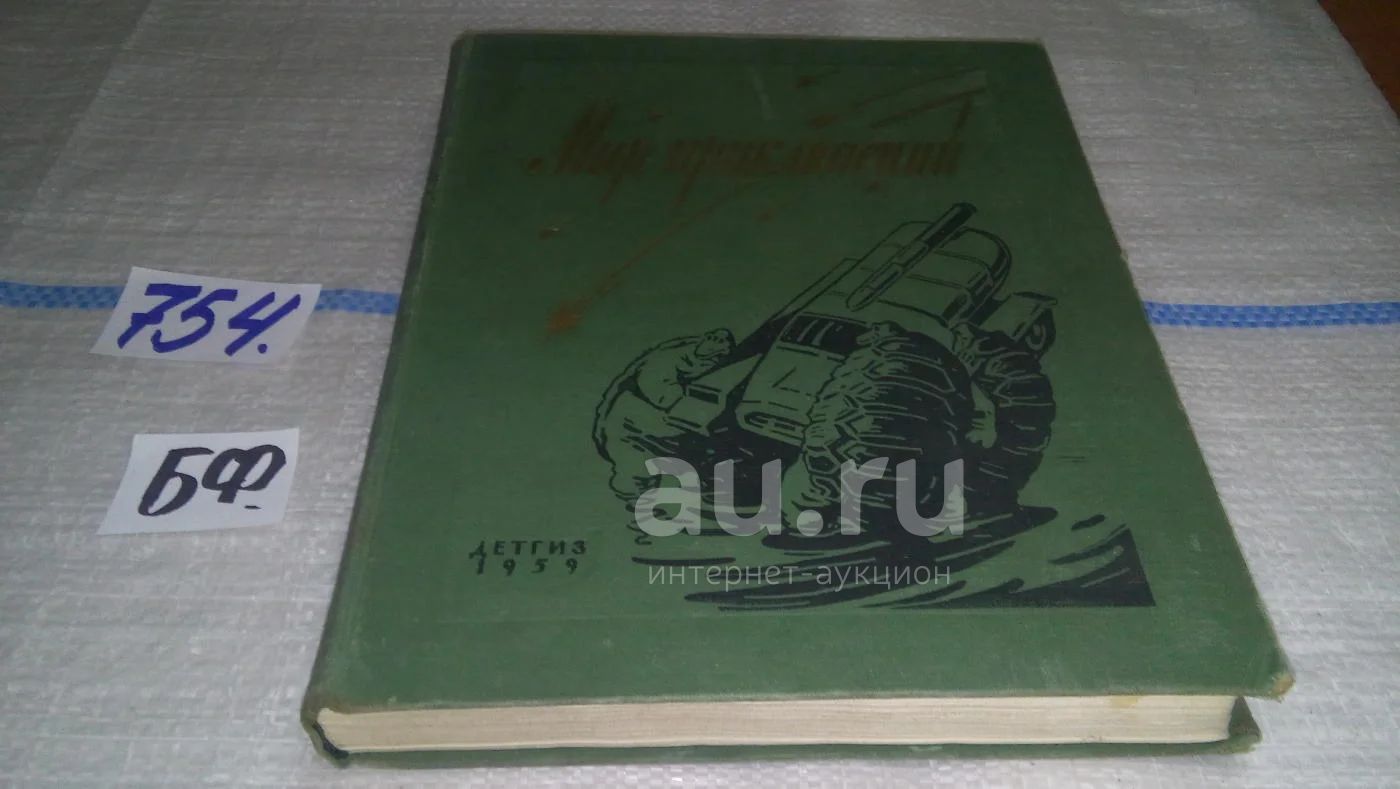 Мир приключений
754.
БФ.
au.ru
интернет-аукцион
ДЕТГИЗ
1959